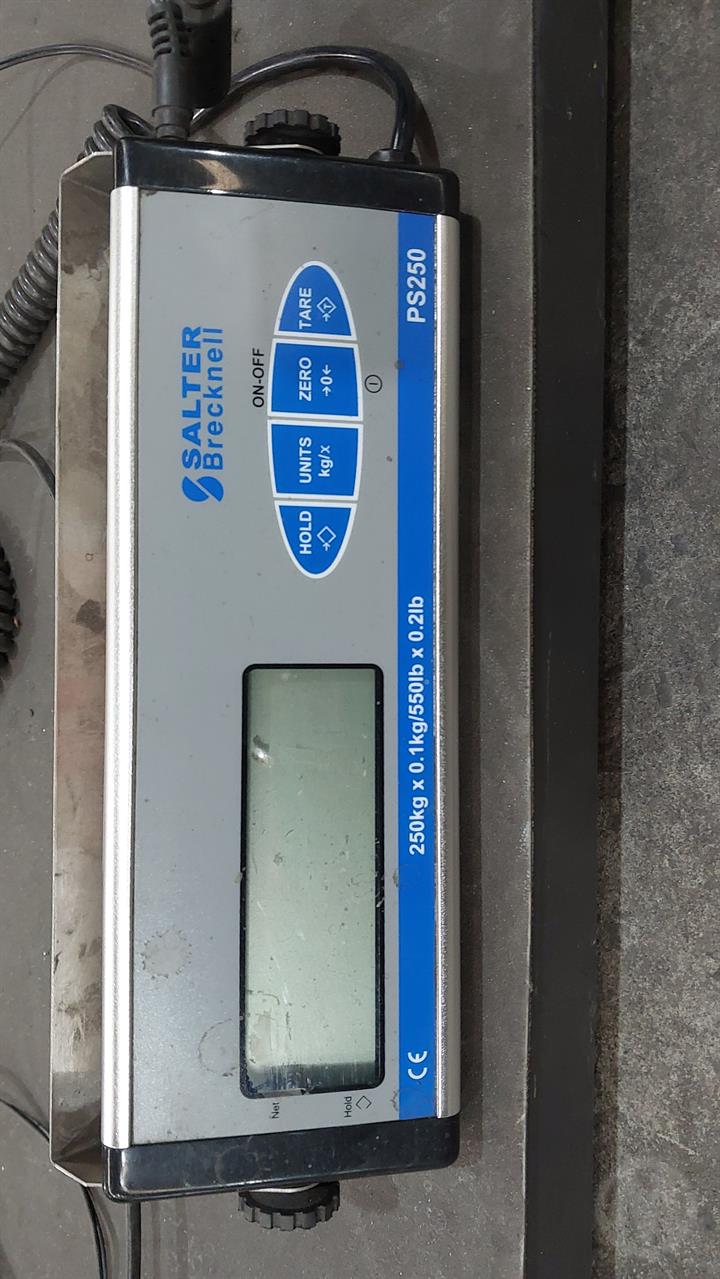 SALTER
Brecknell
ON-OFF
HOLD
UNITS
kg/x
ZERO
→0←
TARE
→T←
Net
Hold
CE
250kg x 0.1kg/550lb x 0.2lb
PS250